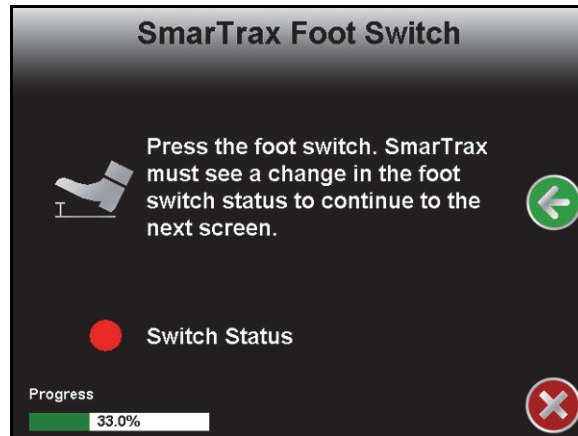 SmarTrax Foot Switch
Press the foot switch. SmarTrax
must see a change in the foot
switch status to continue to the
next screen.
Switch Status
Progress
33.0%